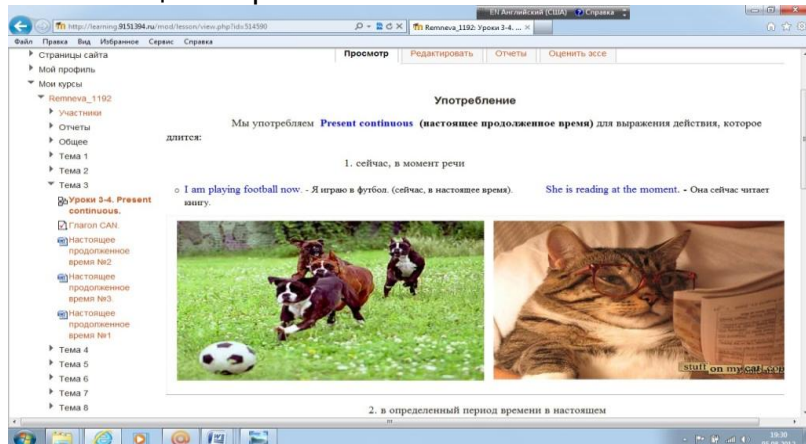 EN Английский (США) Справка
http://learning.9151394.ru/mod/lesson/view.php?id=514590
Remneva_1192: Уроки 3-4. ...
Файл Правка Вид Избранное Сервис Справка
Страницы сайта
Мой профиль
Мои курсы
Remneva_1192
Участники
Отчеты
Общее
Тема 1
Тема 2
Тема 3
Уроки 3-4. Present continuous.
Глагол CAN.
Настоящее продолженное время №2
Настоящее продолженное время №3.
Настоящее продолженное время №1
Тема 4
Тема 5
Тема 6
Тема 7
Тема 8
Просмотр Редактировать Отчеты Оценить эссе
Употребление
Мы употребляем Present continuous (настоящее продолженное время) для выражения действия, которое
длится:
1. сейчас, в момент речи
I am playing football now. - Я играю в футбол. (сейчас, в настоящее время). She is reading at the moment. - Она сейчас читает
книгу.
stuff on my cat.com
2. в определенный период времени в настоящем
19:30